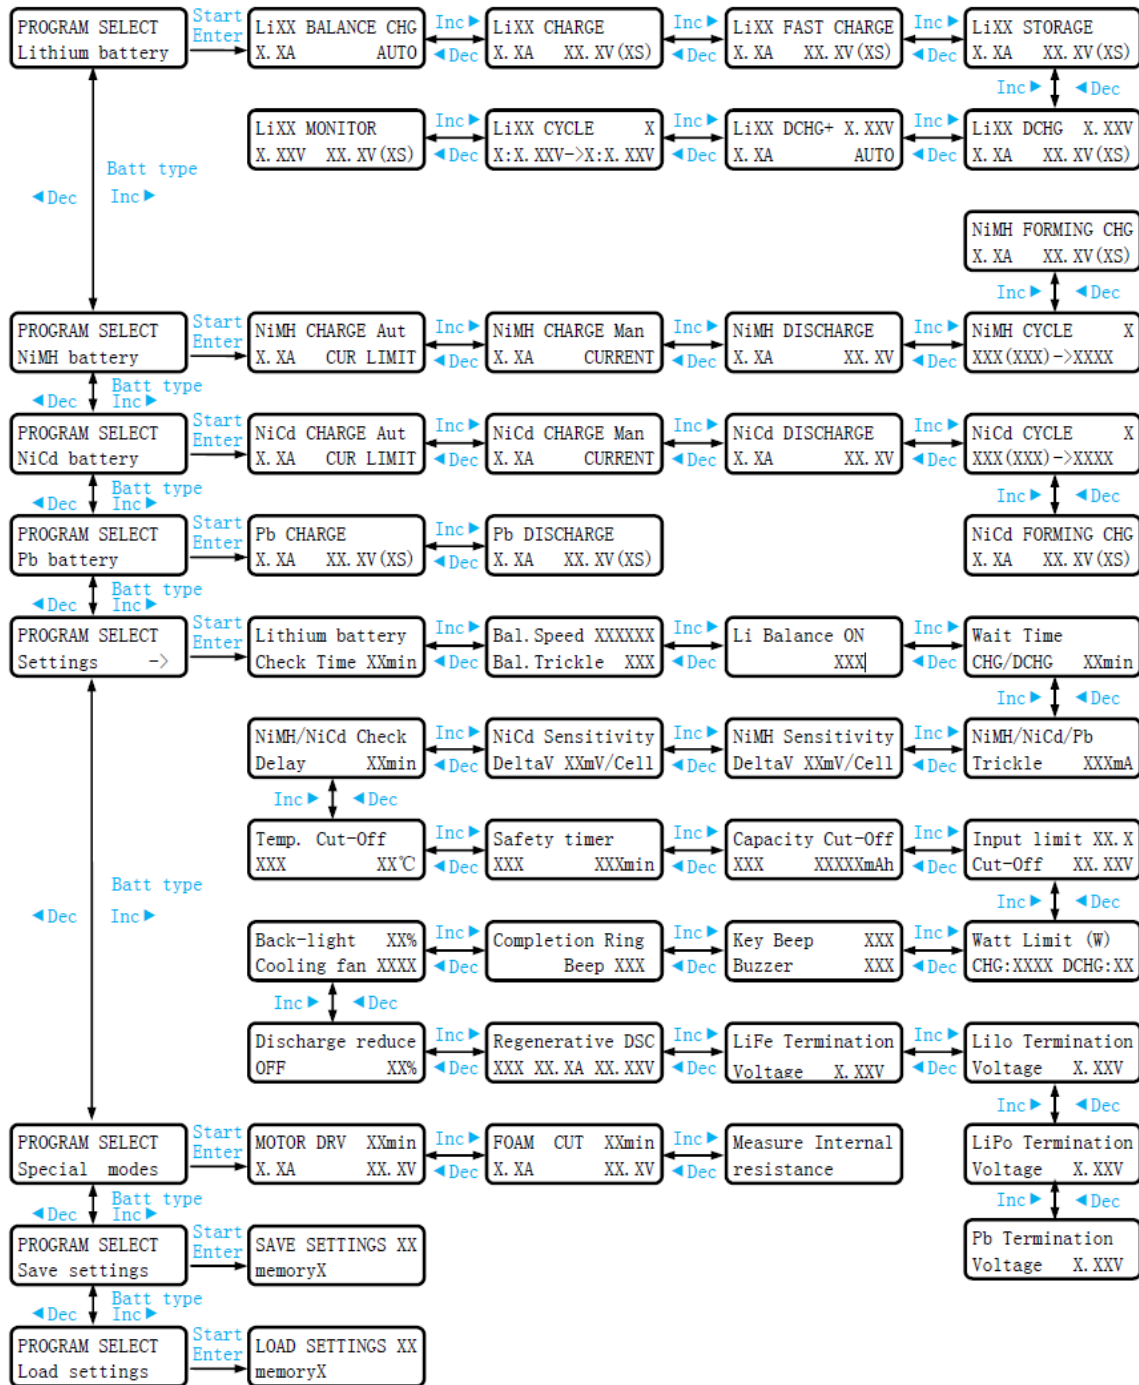 PROGRAM SELECT
Lithium battery
Start
Enter
LiXX BALANCE CHG
X.XA AUTO
Inc►
◄Dec
LiXX CHARGE
X.XA XX.XV(XS)
Inc►
◄Dec
LiXX FAST CHARGE
X.XA XX.XV(XS)
Inc►
◄Dec
LiXX STORAGE
X.XA XX.XV(XS)
Inc► ◄Dec
LiXX MONITOR
X.XXV XX.XV(XS)
Inc►
◄Dec
LiXX CYCLE X
X:X.XXV->X:X.XXV
Inc►
◄Dec
LiXX DCHG+ X.XXV
X.XA AUTO
Inc►
◄Dec
LiXX DCHG X.XXV
X.XA XX.XV(XS)
Batt type
◄Dec Inc►
NiMH FORMING CHG
X.XA XX.XV(XS)
Inc► ◄Dec
PROGRAM SELECT
NiMH battery
Start
Enter
NiMH CHARGE Aut
X.XA CUR LIMIT
Inc►
◄Dec
NiMH CHARGE Man
X.XA CURRENT
Inc►
◄Dec
NiMH DISCHARGE
X.XA XX.XV
Inc►
◄Dec
NiMH CYCLE X
XXX(XXX)->XXXX
Batt type
◄Dec Inc►
PROGRAM SELECT
NiCd battery
Start
Enter
NiCd CHARGE Aut
X.XA CUR LIMIT
Inc►
◄Dec
NiCd CHARGE Man
X.XA CURRENT
Inc►
◄Dec
NiCd DISCHARGE
X.XA XX.XV
Inc►
◄Dec
NiCd CYCLE X
XXX(XXX)->XXXX
Batt type
◄Dec Inc►
Inc► ◄Dec
PROGRAM SELECT
Pb battery
Start
Enter
Pb CHARGE
X.XA XX.XV(XS)
Inc►
◄Dec
Pb DISCHARGE
X.XA XX.XV(XS)
NiCd FORMING CHG
X.XA XX.XV(XS)
Batt type
◄Dec Inc►
PROGRAM SELECT
Settings ->
Start
Enter
Lithium battery
Check Time XXmin
Inc►
◄Dec
Bal.Speed XXXXXX
Bal.Trickle XXX
Inc►
◄Dec
Li Balance ON
XXX
Inc►
◄Dec
Wait Time
CHG/DCHG XXmin
Inc► ◄Dec
NiMH/NiCd Check
Delay XXmin
Inc►
◄Dec
NiCd Sensitivity
DeltaV XXmV/Cell
Inc►
◄Dec
NiMH Sensitivity
DeltaV XXmV/Cell
Inc►
◄Dec
NiMH/NiCd/Pb
Trickle XXXmA
Inc► ◄Dec
Temp. Cut-Off
XXX XX℃
Inc►
◄Dec
Safety timer
XXX XXXmin
Inc►
◄Dec
Capacity Cut-Off
XXX XXXXXmAh
Inc►
◄Dec
Input limit XX.X
Cut-Off XX.XXV
Batt type
◄Dec Inc►
Inc► ◄Dec
Back-light XX%
Cooling fan XXXX
Inc►
◄Dec
Completion Ring
Beep XXX
Inc►
◄Dec
Key Beep XXX
Buzzer XXX
Inc►
◄Dec
Watt Limit (W)
CHG:XXXX DCHG:XX
Inc► ◄Dec
Discharge reduce
OFF XX%
Inc►
◄Dec
Regenerative DSC
XXX XX.XA XX.XXV
Inc►
◄Dec
LiFe Termination
Voltage X.XXV
Inc►
◄Dec
LiIo Termination
Voltage X.XXV
Inc► ◄Dec
PROGRAM SELECT
Special modes
Start
Enter
MOTOR DRV XXmin
X.XA XX.XV
Inc►
◄Dec
FOAM CUT XXmin
X.XA XX.XV
Inc►
◄Dec
Measure Internal
resistance
LiPo Termination
Voltage X.XXV
Batt type
◄Dec Inc►
Inc► ◄Dec
PROGRAM SELECT
Save settings
Start
Enter
SAVE SETTINGS XX
memoryX
Pb Termination
Voltage X.XXV
Batt type
◄Dec Inc►
PROGRAM SELECT
Load settings
Start
Enter
LOAD SETTINGS XX
memoryX